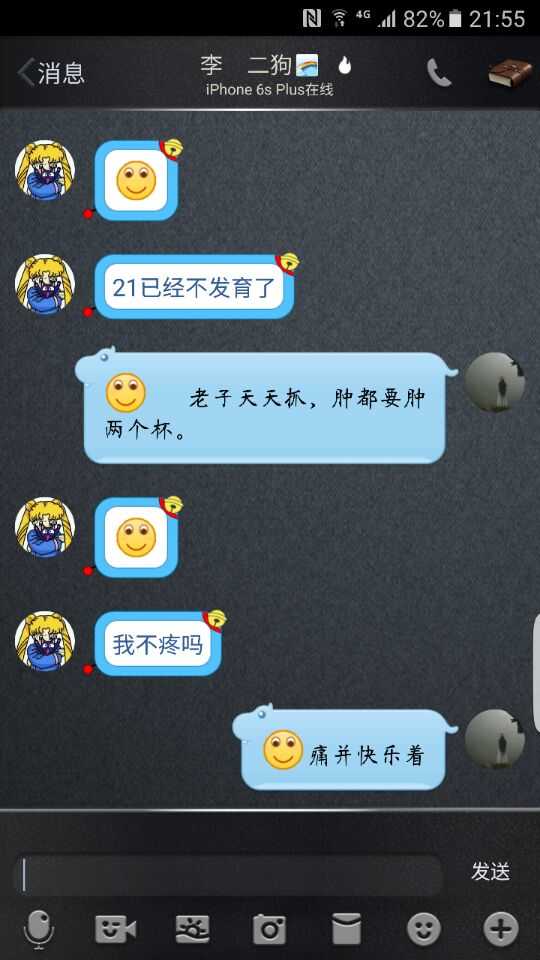 4G 82% 21:55
消息
李 二狗
iPhone 6s Plus在线
21已经不发育了
老子天天抓，肿都要肿
两个杯。
我不疼吗
痛并快乐着
发送